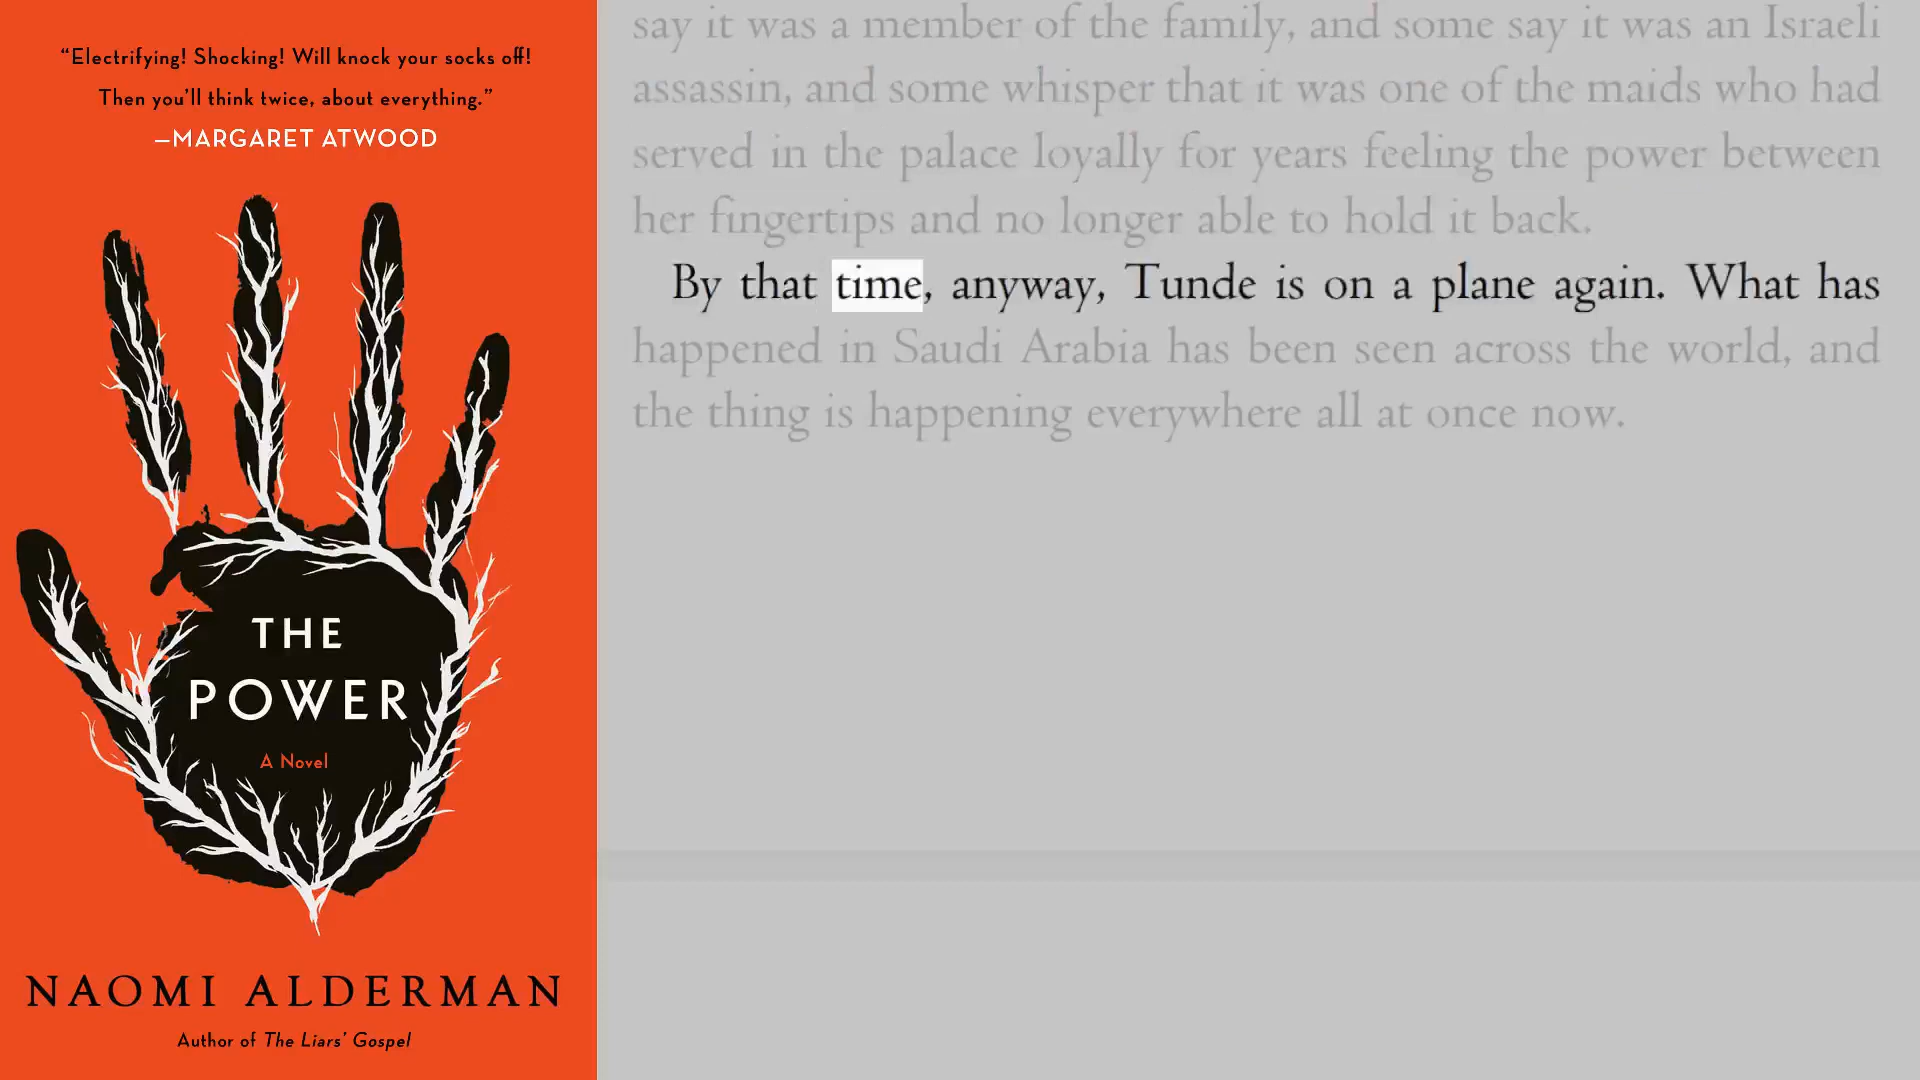 “Electrifying! Shocking! Will knock your socks off!
Then you’ll think twice, about everything.”
—MARGARET ATWOOD
THE
POWER
A Novel
NAOMI ALDERMAN
Author of The Liars’ Gospel
say it was a member of the family, and some say it was an Israeli
assassin, and some whisper that it was one of the maids who had
served in the palace loyally for years feeling the power between
her fingertips and no longer able to hold it back.
By that time, anyway, Tunde is on a plane again. What has
happened in Saudi Arabia has been seen across the world, and
the thing is happening everywhere all at once now.